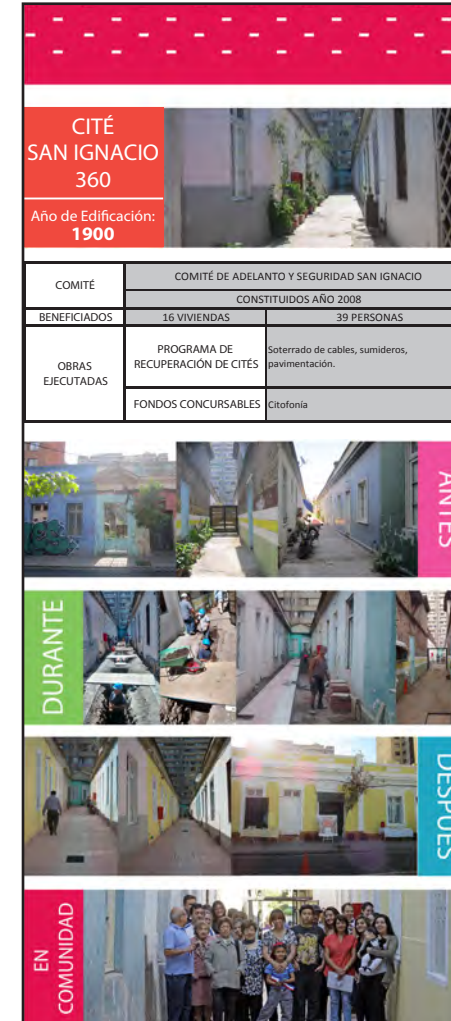 CITÉ
SAN IGNACIO
360
Año de Edificación:
1900
COMITÉ
COMITÉ DE ADELANTO Y SEGURIDAD SAN IGNACIO
CONSTITUIDOS AÑO 2008
BENEFICIADOS
16 VIVIENDAS
39 PERSONAS
OBRAS
EJECUTADAS
PROGRAMA DE
RECUPERACIÓN DE CITÉS
Soterrado de cables, sumideros,
pavimentación.
FONDOS CONCURSABLES
Citofonía
ANTES
DURANTE
DESPUÉS
EN
COMUNIDAD